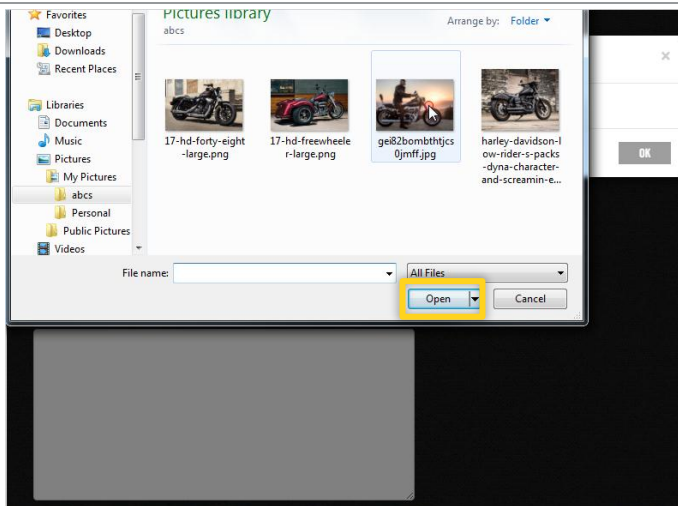 Favorites
Desktop
Downloads
Recent Places
Libraries
Documents
Music
Pictures
My Pictures
abcs
Personal
Public Pictures
Videos
Pictures library
abcs
Arrange by: Folder
17-hd-forty-eight
-large.png
17-hd-freewheele
r-large.png
gei82bombthtjcs
0jmff.jpg
harley-davidson-l
ow-rider-s-packs
-dyna-character-
and-screamin-e...
File name:
All Files
Open
Cancel
OK